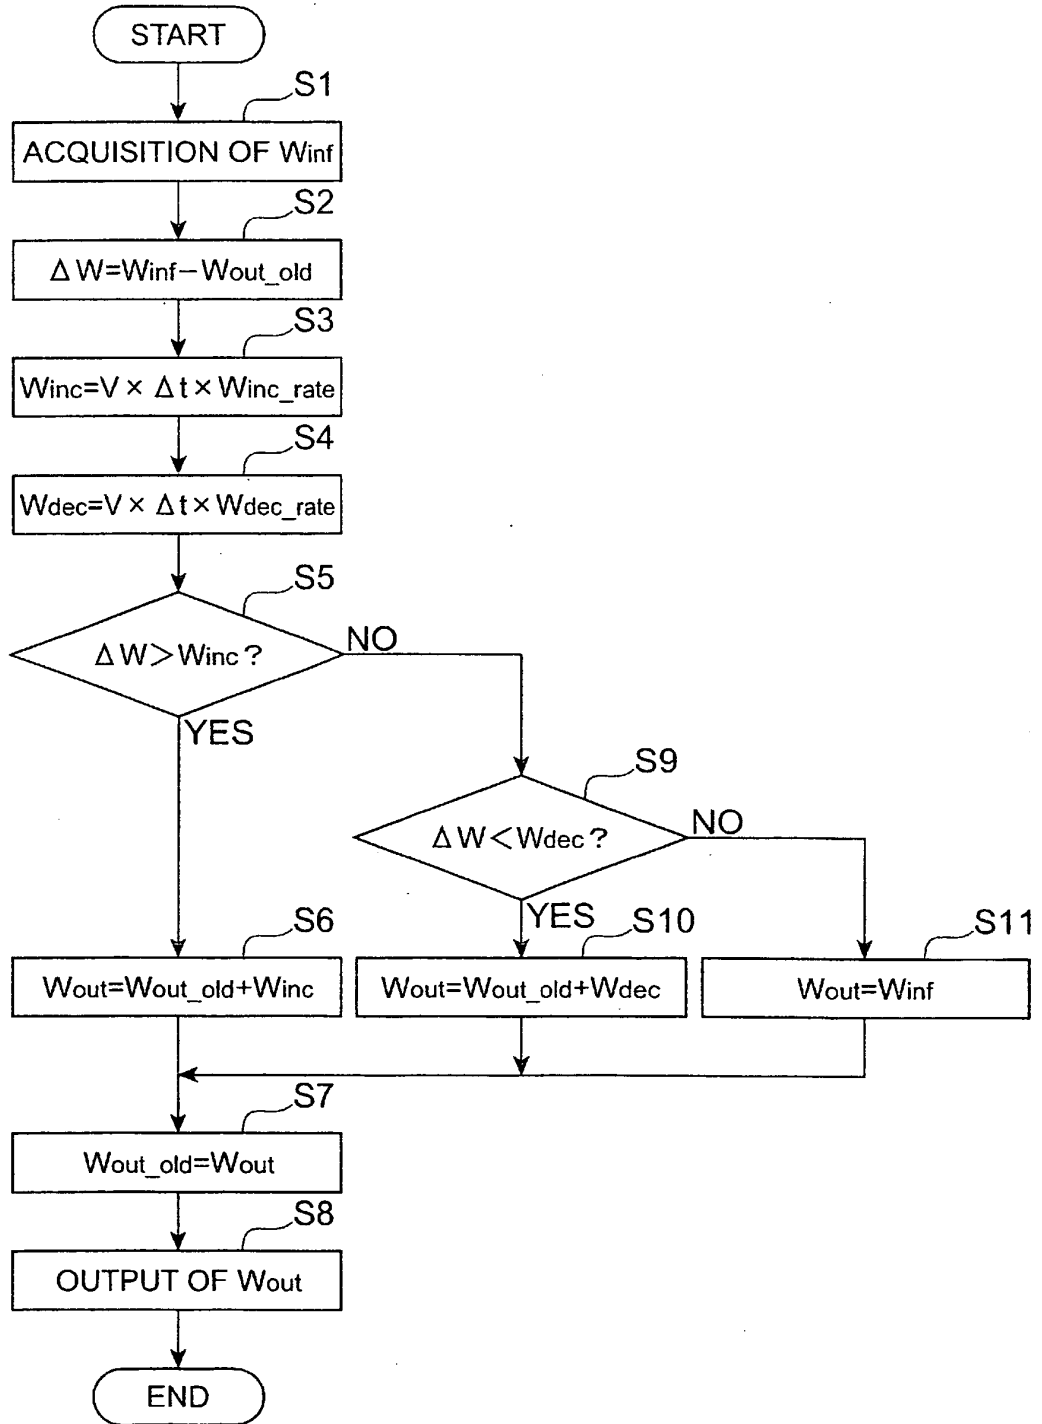 START
S1
ACQUISITION OF Winf
S2
ΔW=Winf−Wout_old
S3
Winc=V×Δt×Winc_rate
S4
Wdec=V×Δt×Wdec_rate
S5
ΔW>Winc?
NO
YES
S9
ΔW<Wdec?
NO
YES
S6
S10
S11
Wout=Wout_old+Winc
Wout=Wout_old+Wdec
Wout=Winf
S7
Wout_old=Wout
S8
OUTPUT OF Wout
END